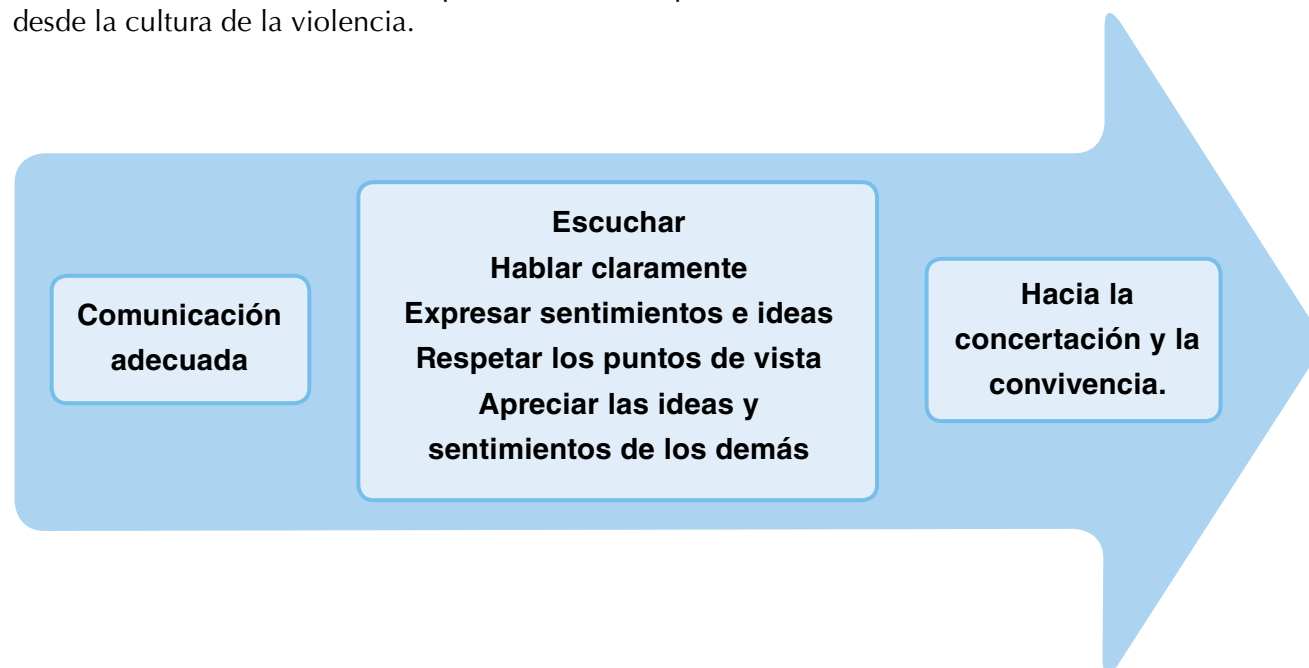 desde la cultura de la violencia.
Comunicación
adecuada
Escuchar
Hablar claramente
Expresar sentimientos e ideas
Respetar los puntos de vista
Apreciar las ideas y
sentimientos de los demás
Hacia la
concertación y la
convivencia.